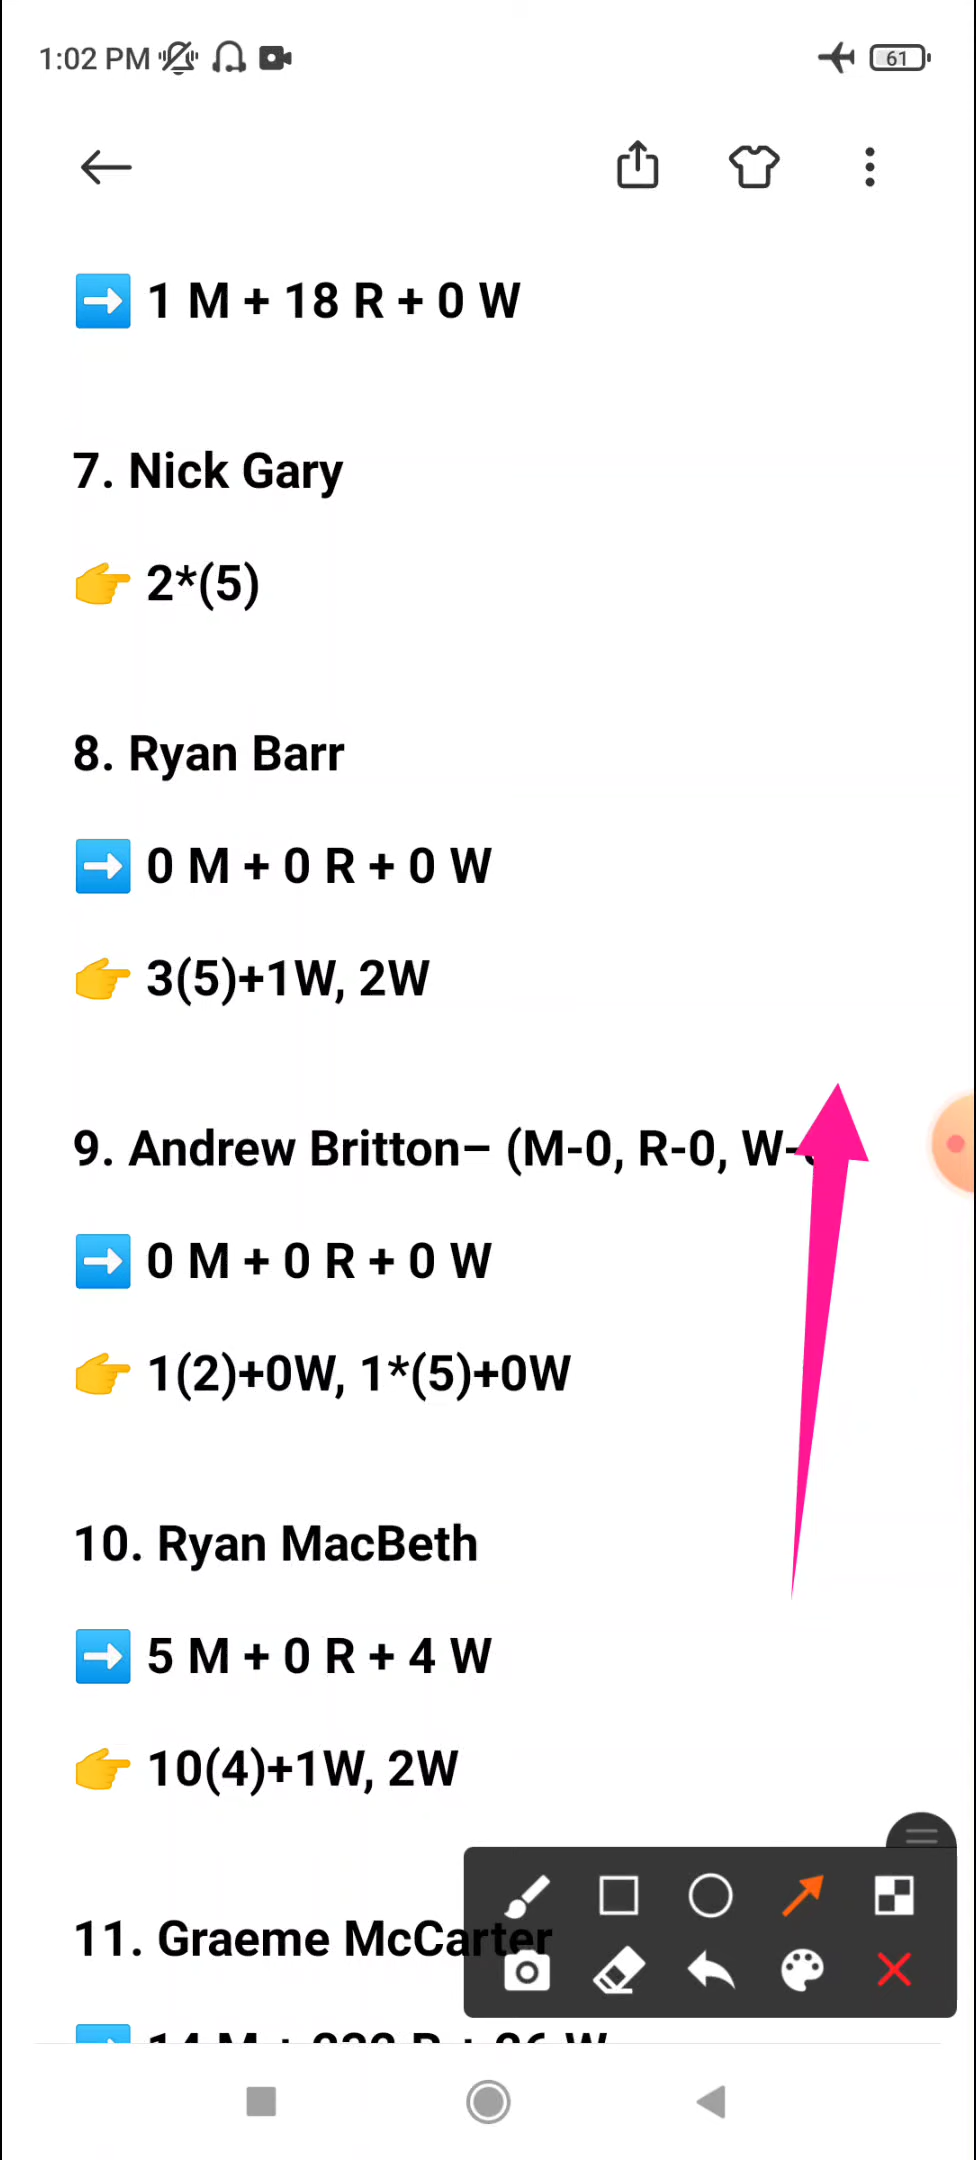 1:02 PM
61
1 M + 18 R + 0 W
7. Nick Gary
2*(5)
8. Ryan Barr
0 M + 0 R + 0 W
3(5)+1W, 2W
9. Andrew Britton– (M-0, R-0, W-
0 M + 0 R + 0 W
1(2)+0W, 1*(5)+0W
10. Ryan MacBeth
5 M + 0 R + 4 W
10(4)+1W, 2W
11. Graeme McCarter